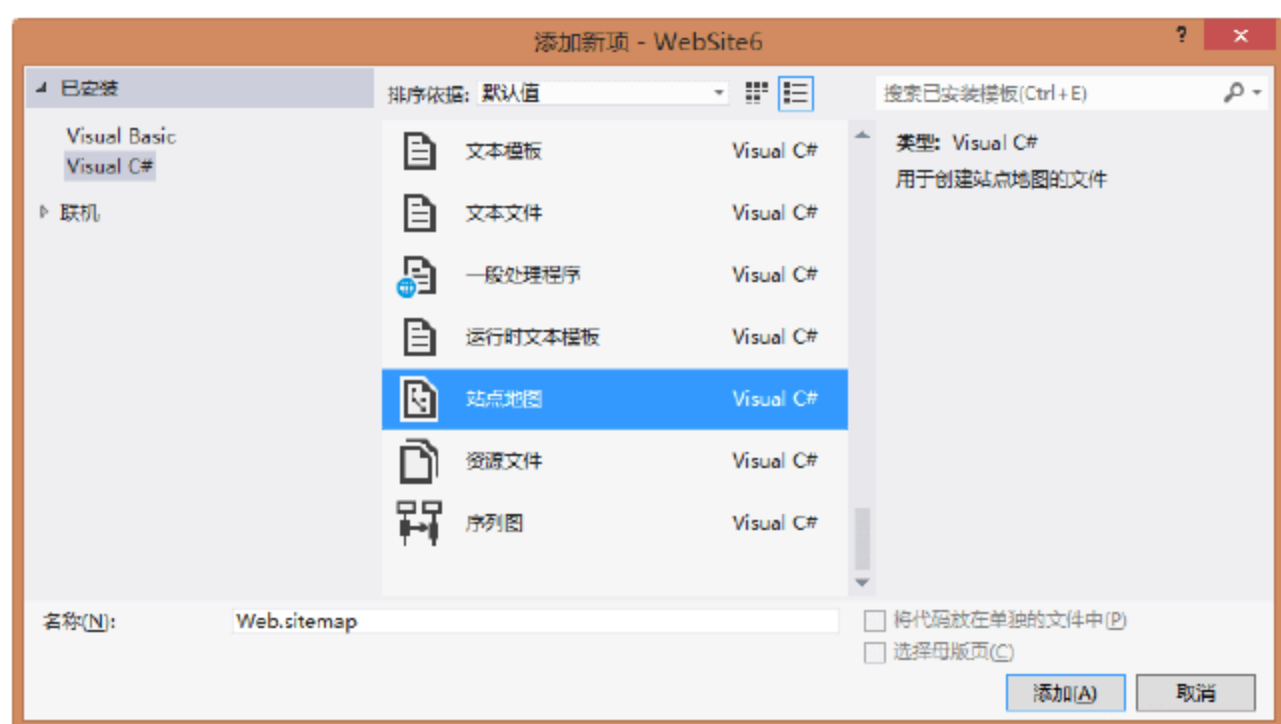 添加新项 - WebSite6
?
已安装
排序依据: 默认值
搜索已安装模板(Ctrl+E)
Visual Basic
Visual C#
联机
文本模板 Visual C#
文本文件 Visual C#
一般处理程序 Visual C#
运行时文本模板 Visual C#
站点地图 Visual C#
资源文件 Visual C#
序列图 Visual C#
类型: Visual C#
用于创建站点地图的文件
名称(N): Web.sitemap
将代码放在单独的文件中(P)
选择母版页(C)
添加(A) 取消